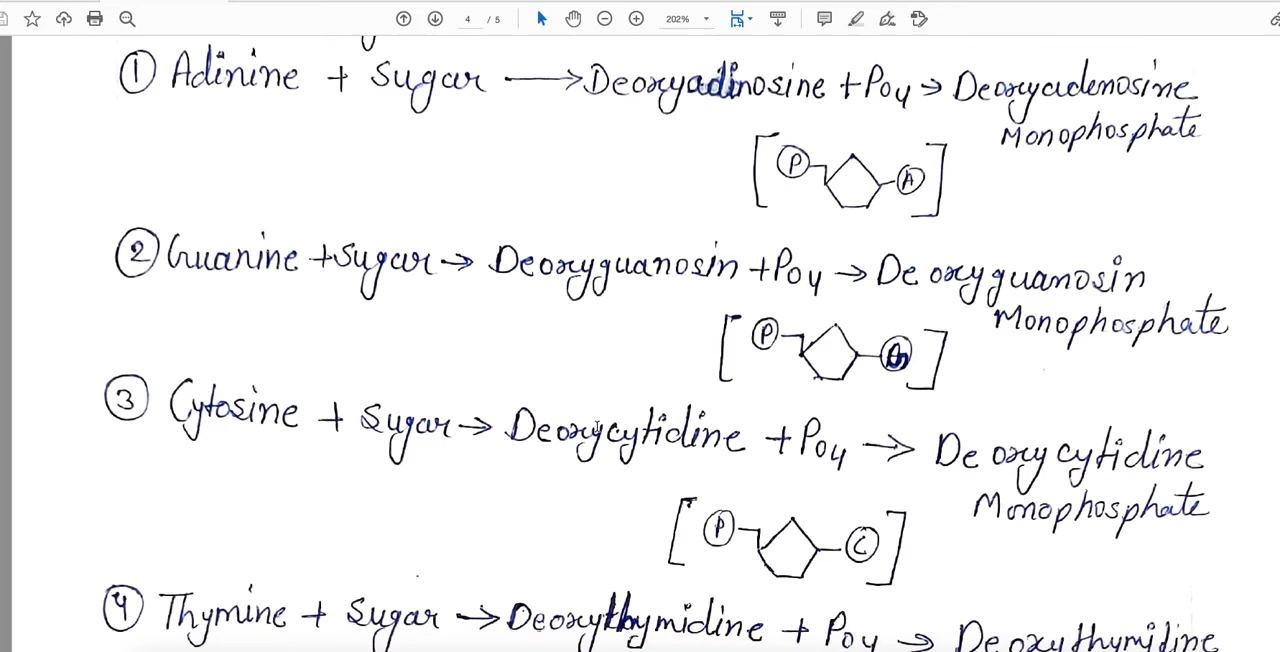 4 / 5 202%
① Adinine + Sugar → Deoxyadinosine + Po4 → Deoxyadenosine
Monophosphate
[ P A ]
② Guanine + Sugar → Deoxyguanosin + Po4 → Deoxyguanosin
Monophosphate
[ P G ]
③ Cytosine + Sugar → Deoxycytidine + Po4 → Deoxycytidine
Monophosphate
[ P C ]
④ Thymine + Sugar → Deoxythymidine + Po4 → Deoxythymidine